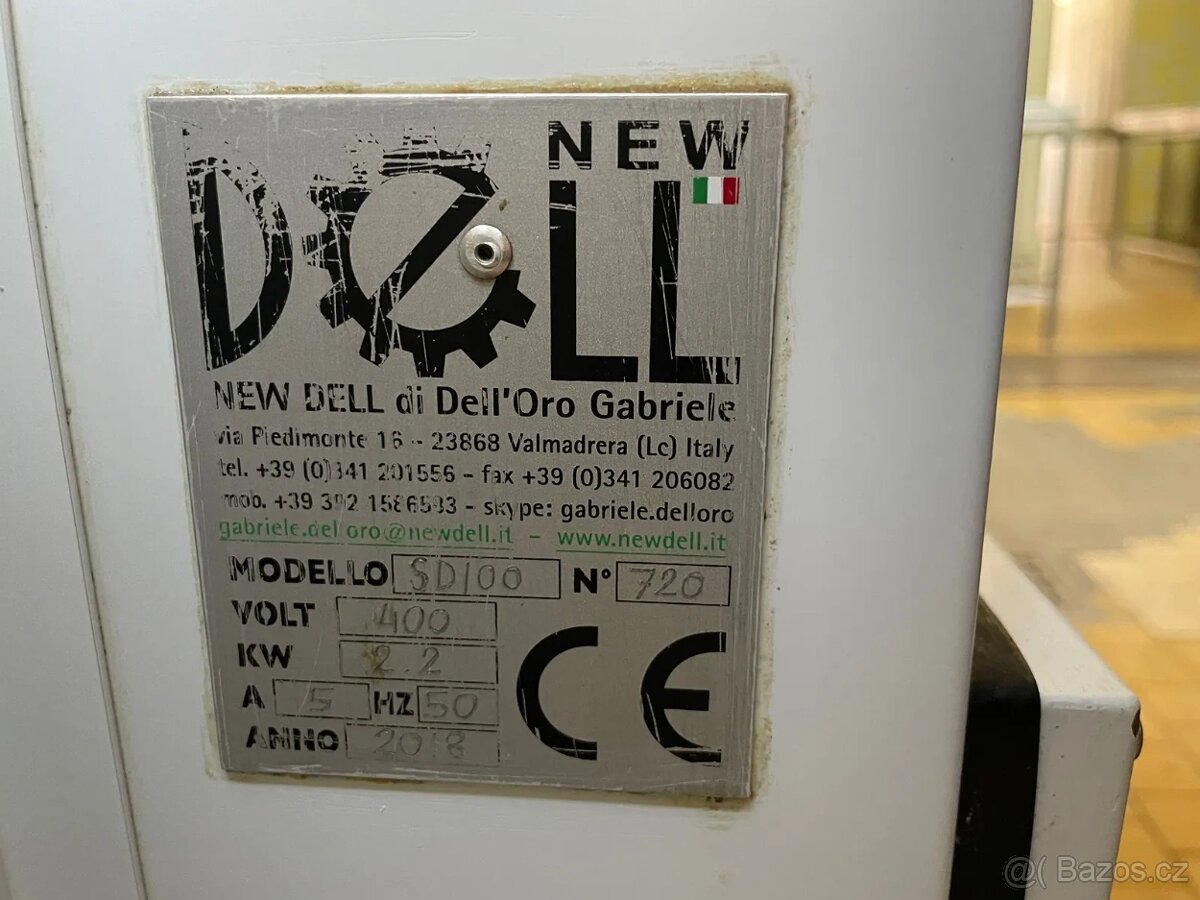 NEW
DELL
NEW DELL di Dell'Oro Gabriele
via Piedimonte 16 - 23868 Valmadrera (Lc) Italy
tel. +39 (0)341 201556 - fax +39 (0)341 206082
mob. +39 392 1586593 - skype: gabriele.delloro
gabriele.delloro@newdell.it - www.newdell.it
MODELLO SD100 N° 720
VOLT 400
KW 2.2
A 5 HZ 50
ANNO 2018
CE
@( Bazos.cz